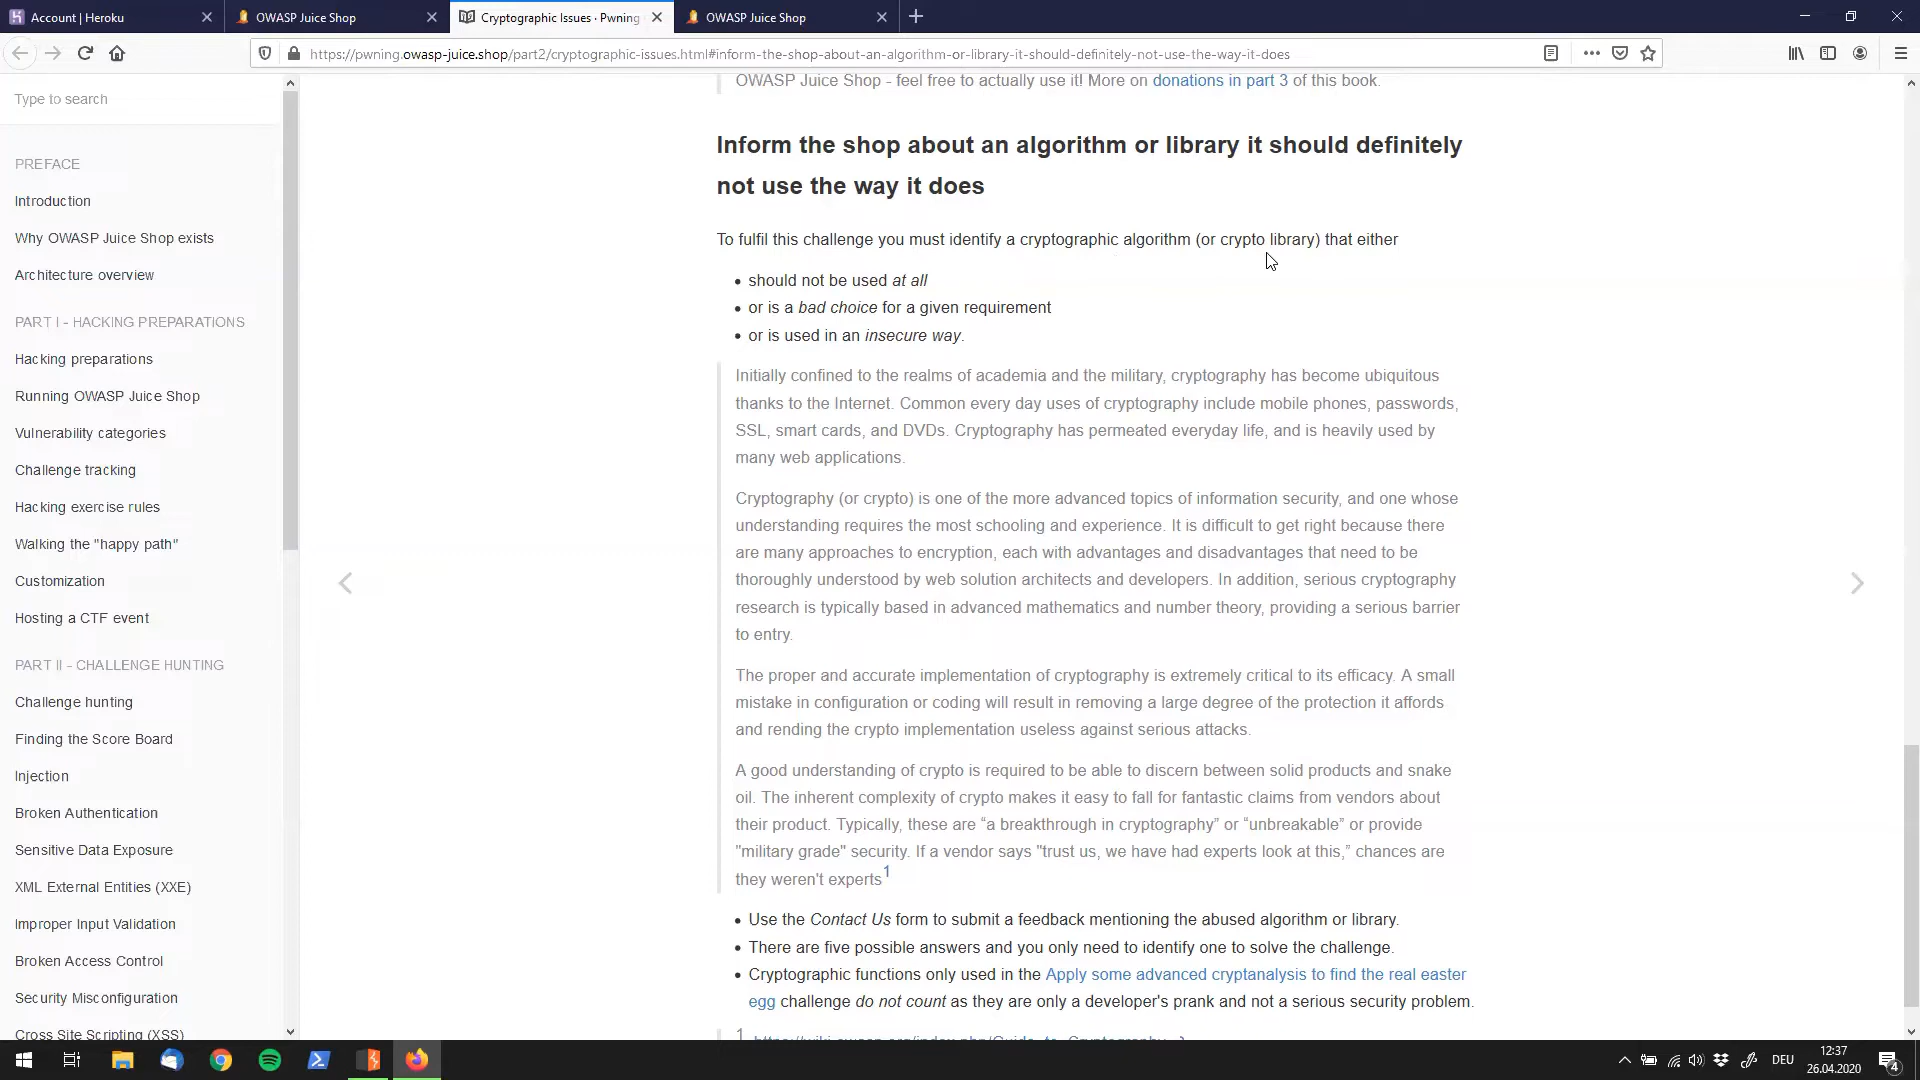 Account | Heroku
OWASP Juice Shop
Cryptographic Issues · Pwning
OWASP Juice Shop
https://pwning.owasp-juice.shop/part2/cryptographic-issues.html#inform-the-shop-about-an-algorithm-or-library-it-should-definitely-not-use-the-way-it-does
Type to search
PREFACE
Introduction
Why OWASP Juice Shop exists
Architecture overview
PART I - HACKING PREPARATIONS
Hacking preparations
Running OWASP Juice Shop
Vulnerability categories
Challenge tracking
Hacking exercise rules
Walking the "happy path"
Customization
Hosting a CTF event
PART II - CHALLENGE HUNTING
Challenge hunting
Finding the Score Board
Injection
Broken Authentication
Sensitive Data Exposure
XML External Entities (XXE)
Improper Input Validation
Broken Access Control
Security Misconfiguration
Cross Site Scripting (XSS)
OWASP Juice Shop - feel free to actually use it! More on donations in part 3 of this book.
Inform the shop about an algorithm or library it should definitely
not use the way it does
To fulfil this challenge you must identify a cryptographic algorithm (or crypto library) that either
• should not be used at all
• or is a bad choice for a given requirement
• or is used in an insecure way.
Initially confined to the realms of academia and the military, cryptography has become ubiquitous
thanks to the Internet. Common every day uses of cryptography include mobile phones, passwords,
SSL, smart cards, and DVDs. Cryptography has permeated everyday life, and is heavily used by
many web applications.
Cryptography (or crypto) is one of the more advanced topics of information security, and one whose
understanding requires the most schooling and experience. It is difficult to get right because there
are many approaches to encryption, each with advantages and disadvantages that need to be
thoroughly understood by web solution architects and developers. In addition, serious cryptography
research is typically based in advanced mathematics and number theory, providing a serious barrier
to entry.
The proper and accurate implementation of cryptography is extremely critical to its efficacy. A small
mistake in configuration or coding will result in removing a large degree of the protection it affords
and rending the crypto implementation useless against serious attacks.
A good understanding of crypto is required to be able to discern between solid products and snake
oil. The inherent complexity of crypto makes it easy to fall for fantastic claims from vendors about
their product. Typically, these are “a breakthrough in cryptography” or “unbreakable” or provide
"military grade" security. If a vendor says "trust us, we have had experts look at this,” chances are
they weren't experts1
• Use the Contact Us form to submit a feedback mentioning the abused algorithm or library.
• There are five possible answers and you only need to identify one to solve the challenge.
• Cryptographic functions only used in the Apply some advanced cryptanalysis to find the real easter
egg challenge do not count as they are only a developer's prank and not a serious security problem.
1
DEU
12:37
26.04.2020
4